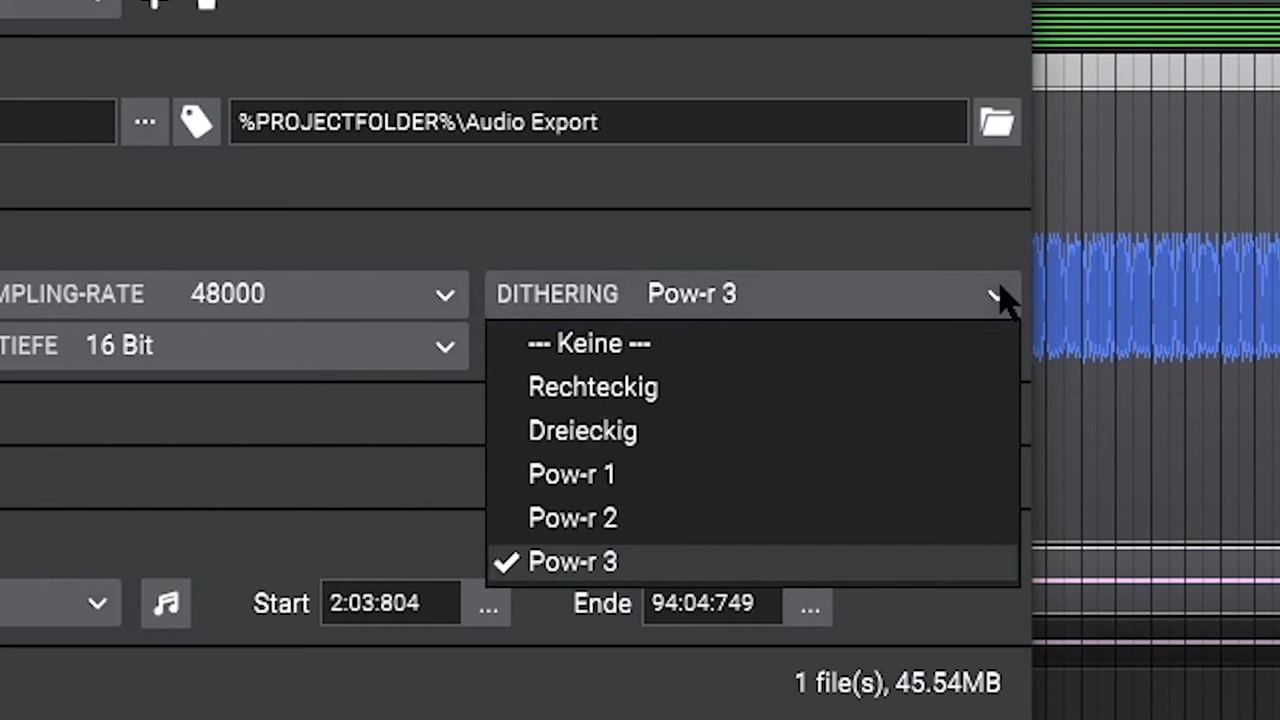 ... %PROJECTFOLDER%\Audio Export
MPLING-RATE 48000
DITHERING Pow-r 3
TIEFE 16 Bit
--- Keine ---
Rechteckig
Dreieckig
Pow-r 1
Pow-r 2
Pow-r 3
Start 2:03:804 ... Ende 94:04:749 ...
1 file(s), 45.54MB